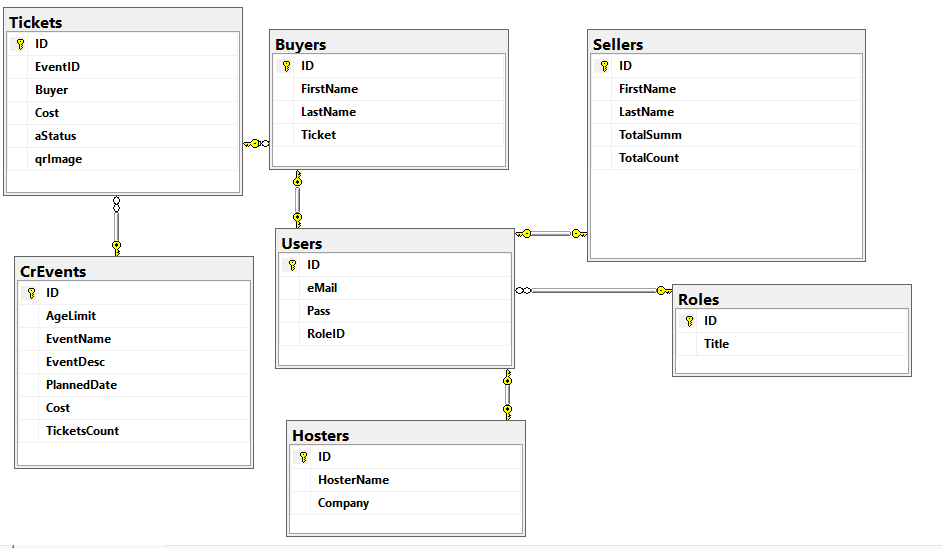 Tickets
ID
EventID
Buyer
Cost
aStatus
qrImage
Buyers
ID
FirstName
LastName
Ticket
Sellers
ID
FirstName
LastName
TotalSumm
TotalCount
Users
ID
eMail
Pass
RoleID
CrEvents
ID
AgeLimit
EventName
EventDesc
PlannedDate
Cost
TicketsCount
Roles
ID
Title
Hosters
ID
HosterName
Company